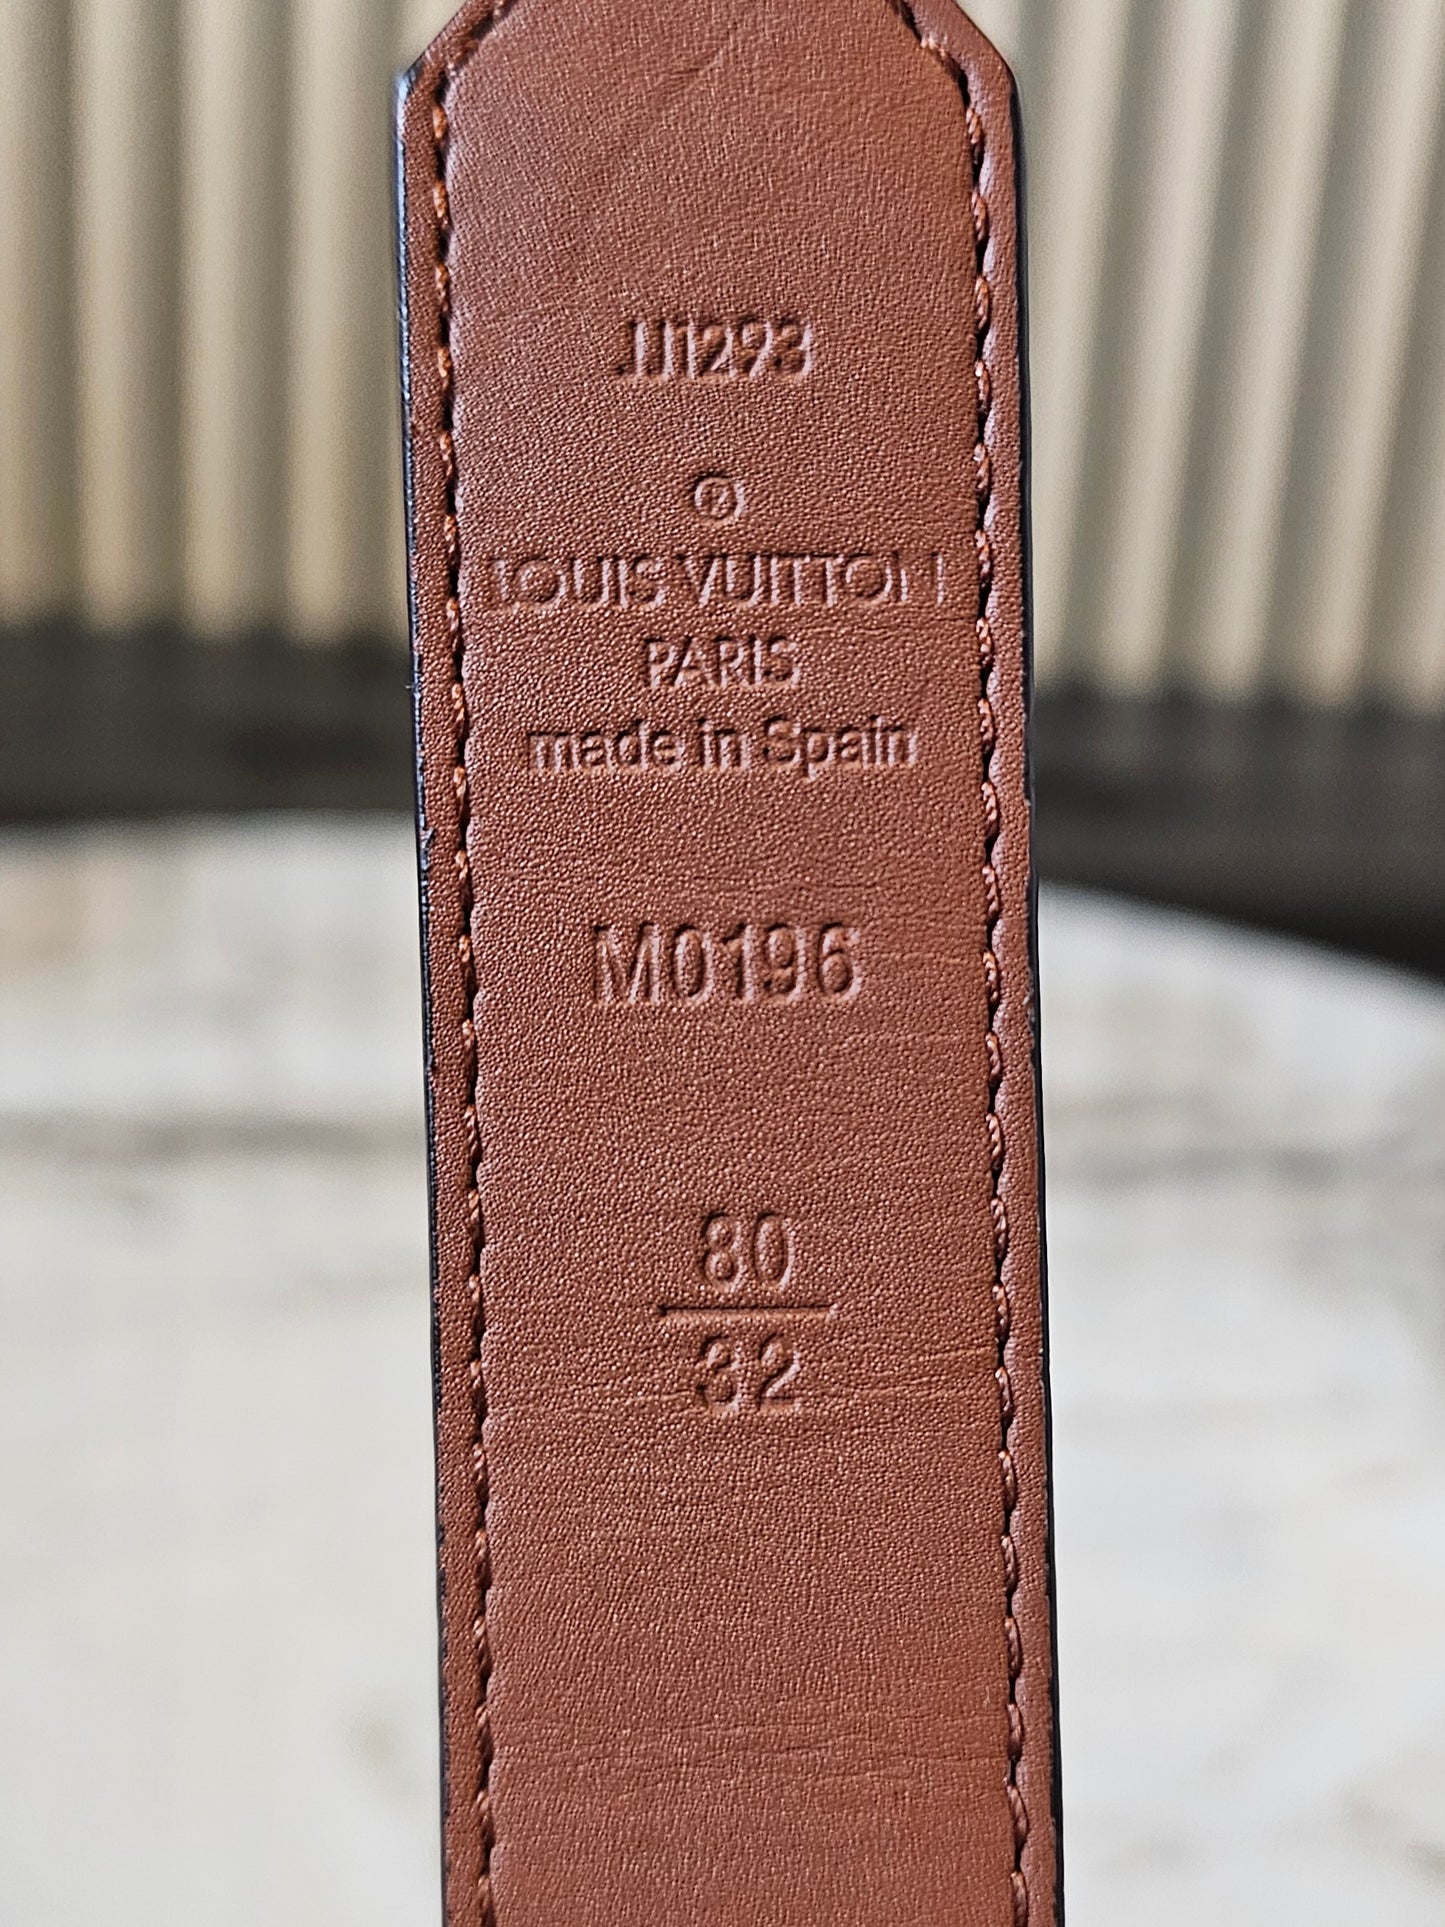 JJ1293
LOUIS VUITTON
PARIS
made in Spain
M0196
80
32